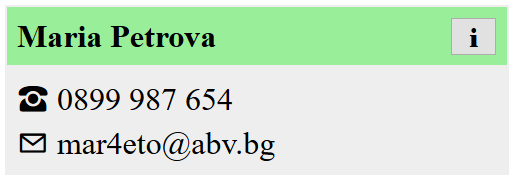 Maria Petrova i
☎ 0899 987 654
✉ mar4eto@abv.bg